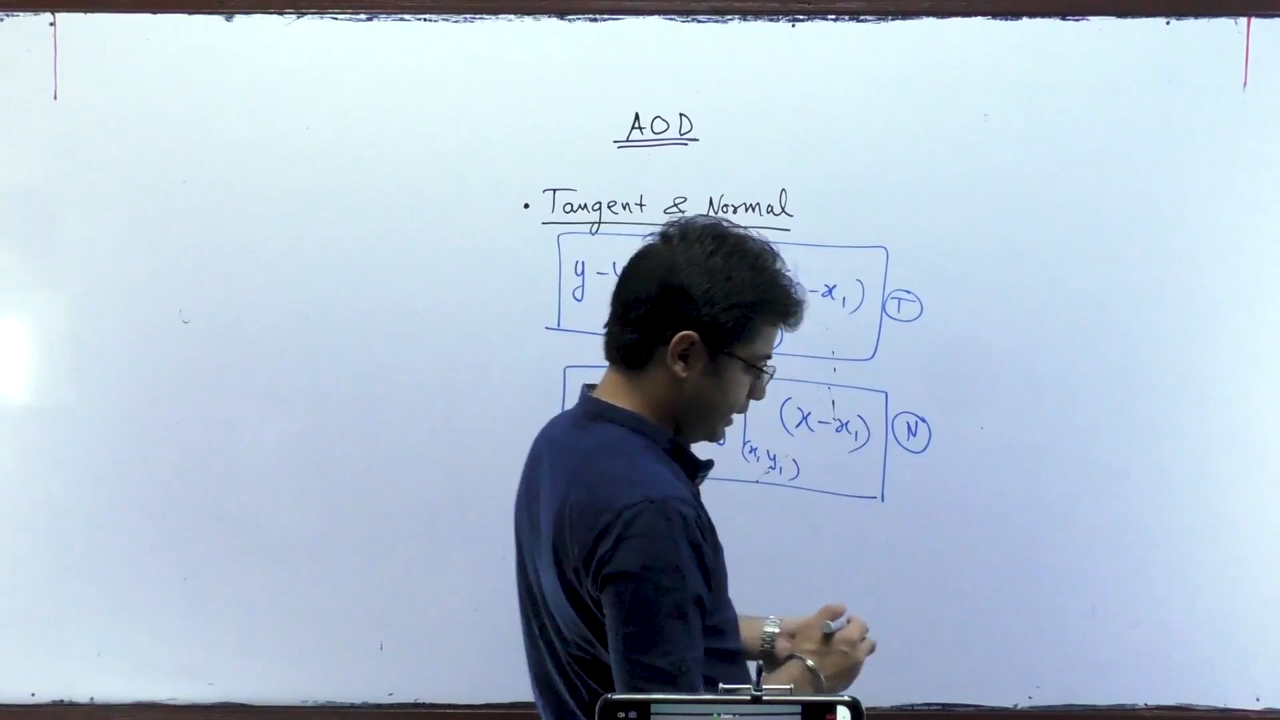 AOD
• Tangent & Normal
y - -x₁) T
(x-x₁) N
(x₁ y₁)